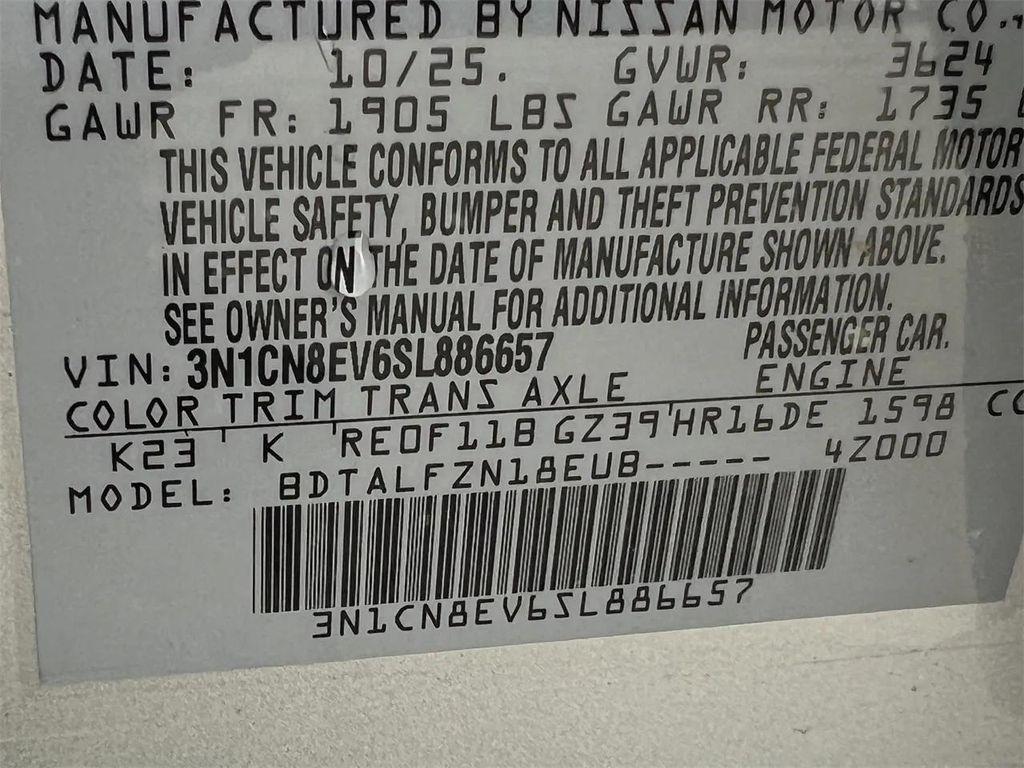 MANUFACTURED BY NISSAN MOTOR CO.,
DATE: 10/25. GVWR: 3624
GAWR FR: 1905 LBS GAWR RR: 1735
THIS VEHICLE CONFORMS TO ALL APPLICABLE FEDERAL MOTOR
VEHICLE SAFETY, BUMPER AND THEFT PREVENTION STANDARDS
IN EFFECT ON THE DATE OF MANUFACTURE SHOWN ABOVE.
SEE OWNER'S MANUAL FOR ADDITIONAL INFORMATION.
VIN: 3N1CN8EV6SL886657 PASSENGER CAR.
COLOR TRIM TRANS AXLE ENGINE
K23 K RE0F11B GZ39 HR16DE 1598 CC
MODEL: BDTALFZN18EUB----- 4Z000
3N1CN8EV6SL886657